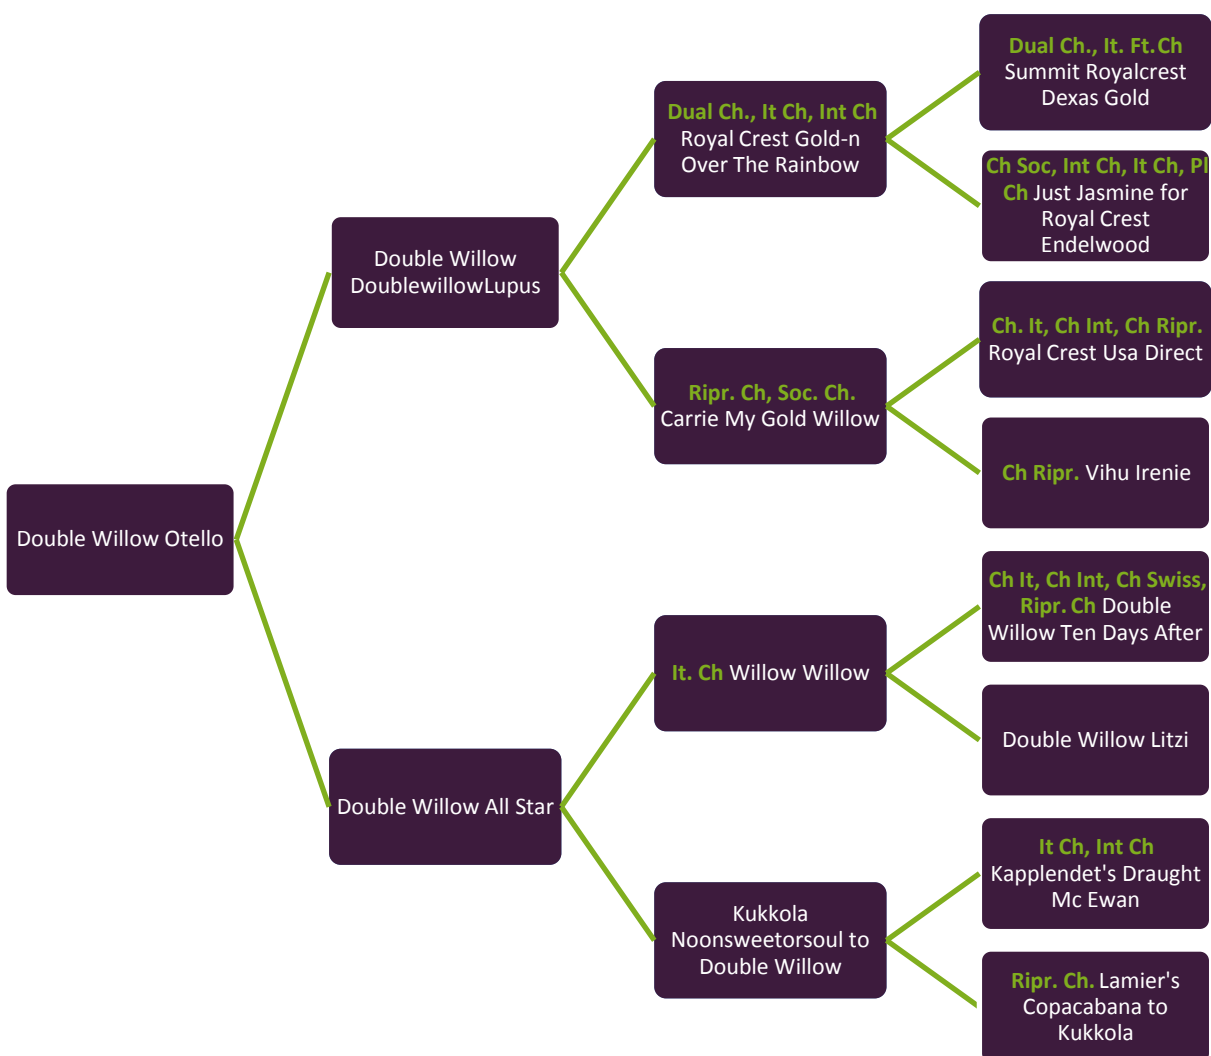 Dual Ch., It. Ft.Ch
Summit Royalcrest
Dexas Gold
Dual Ch., It Ch, Int Ch
Royal Crest Gold-n
Over The Rainbow
Ch Soc, Int Ch, It Ch, Pl
Ch Just Jasmine for
Royal Crest
Endelwood
Double Willow
DoublewillowLupus
Ch. It, Ch Int, Ch Ripr.
Royal Crest Usa Direct
Ripr. Ch, Soc. Ch.
Carrie My Gold Willow
Ch Ripr. Vihu Irenie
Double Willow Otello
Ch It, Ch Int, Ch Swiss,
Ripr. Ch Double
Willow Ten Days After
It. Ch Willow Willow
Double Willow Litzi
Double Willow All Star
It Ch, Int Ch
Kapplendet's Draught
Mc Ewan
Kukkola
Noonsweetorsoul to
Double Willow
Ripr. Ch. Lamier's
Copacabana to
Kukkola